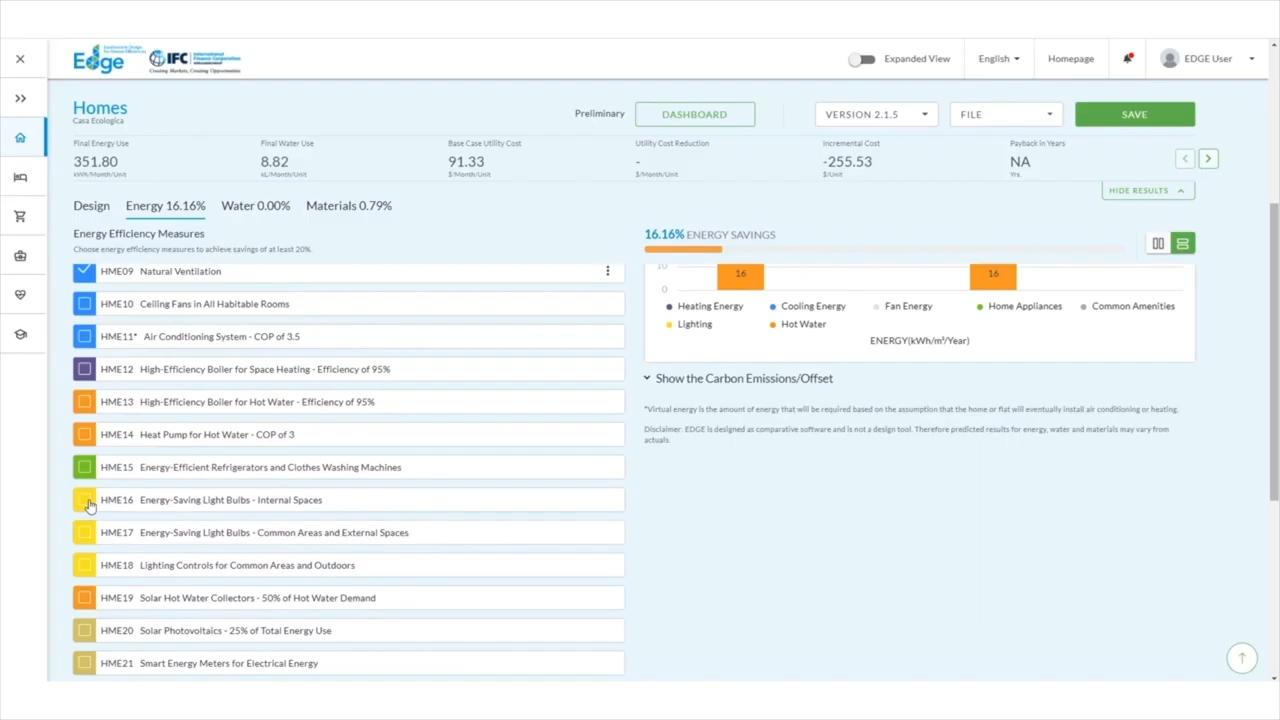 Edge
IFC International
Finance Corporation
Creating Markets, Creating Opportunities
Expanded View
English
Homepage
EDGE User
Homes
Casa Ecologica
Preliminary
DASHBOARD
VERSION 2.1.5
FILE
SAVE
Final Energy Use
351.80
kWh/Month/Unit
Final Water Use
8.82
kL/Month/Unit
Base Case Utility Cost
91.33
$/Month/Unit
Utility Cost Reduction
-
$/Month/Unit
Incremental Cost
-255.53
$/Unit
Payback in Years
NA
Yrs.
HIDE RESULTS
Design
Energy 16.16%
Water 0.00%
Materials 0.79%
Energy Efficiency Measures
Choose energy efficiency measures to achieve savings of at least 20%.
HME09 Natural Ventilation
HME10 Ceiling Fans in All Habitable Rooms
HME11* Air Conditioning System - COP of 3.5
HME12 High-Efficiency Boiler for Space Heating - Efficiency of 95%
HME13 High-Efficiency Boiler for Hot Water - Efficiency of 95%
HME14 Heat Pump for Hot Water - COP of 3
HME15 Energy-Efficient Refrigerators and Clothes Washing Machines
HME16 Energy-Saving Light Bulbs - Internal Spaces
HME17 Energy-Saving Light Bulbs - Common Areas and External Spaces
HME18 Lighting Controls for Common Areas and Outdoors
HME19 Solar Hot Water Collectors - 50% of Hot Water Demand
HME20 Solar Photovoltaics - 25% of Total Energy Use
HME21 Smart Energy Meters for Electrical Energy
16.16% ENERGY SAVINGS
10
0
16
16
Heating Energy
Cooling Energy
Fan Energy
Home Appliances
Common Amenities
Lighting
Hot Water
ENERGY(kWh/m²/Year)
Show the Carbon Emissions/Offset
*Virtual energy is the amount of energy that will be required based on the assumption that the home or flat will eventually install air conditioning or heating.
Disclaimer: EDGE is designed as comparative software and is not a design tool. Therefore predicted results for energy, water and materials may vary from
actuals.